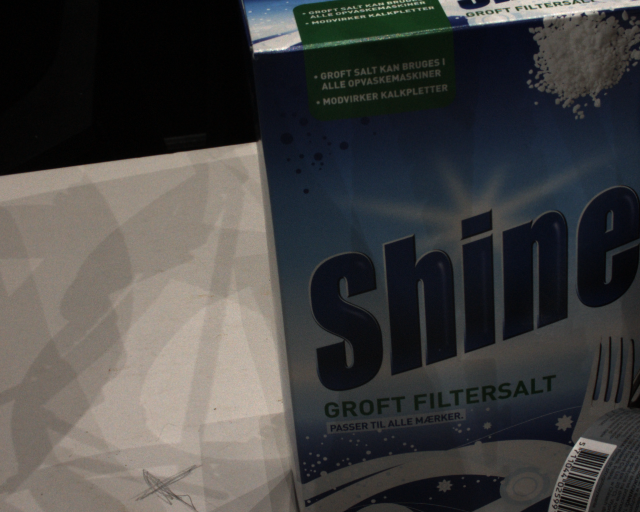 • GROFT SALT KAN BRUGES I
ALLE OPVASKEMASKINER
• MODVIRKER KALKPLETTER
GROFT FILTERSALT
• GROFT SALT KAN BRUGES I
ALLE OPVASKEMASKINER
• MODVIRKER KALKPLETTER
Shine
GROFT FILTERSALT
PASSER TIL ALLE MÆRKER.